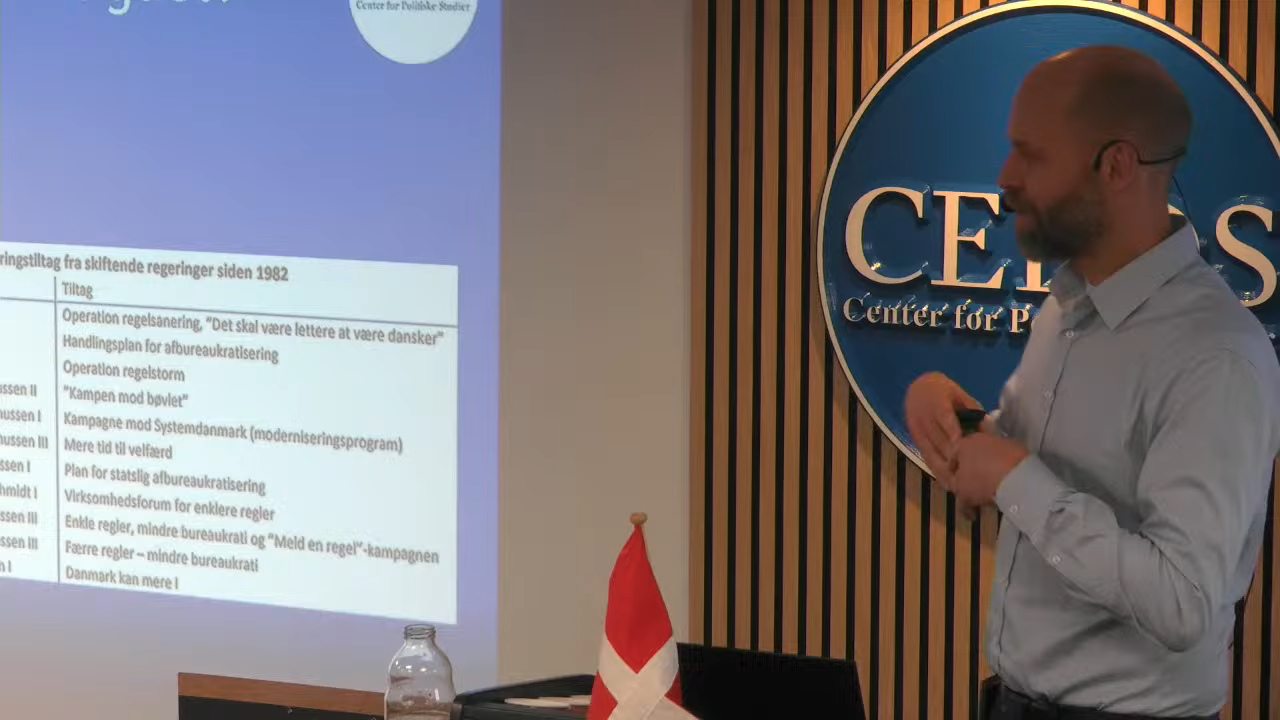 Center for Politiske Studier
ringstiltag fra skiftende regeringer siden 1982
Tiltag
Operation regelsanering, "Det skal være lettere at være dansker"
Handlingsplan for afbureaukratisering
Operation regelstorm
ssen II "Kampen mod bøvlet"
ussen I Kampagne mod Systemdanmark (moderniseringsprogram)
ussen III Mere tid til velfærd
ssen I Plan for statslig afbureaukratisering
hmidt I Virksomhedsforum for enklere regler
ssen III Enkle regler, mindre bureaukrati og "Meld en regel"-kampagnen
ssen III Færre regler – mindre bureaukrati
n I Danmark kan mere I
CE S
Center for P